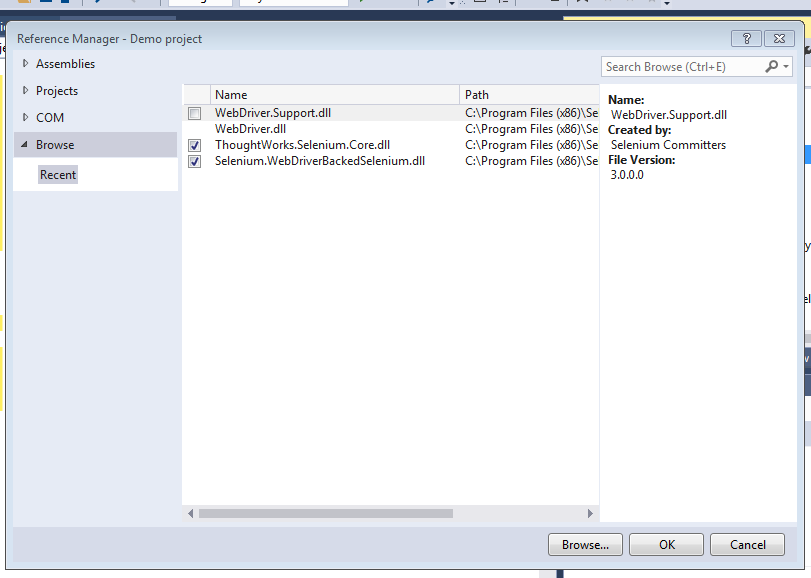 Reference Manager - Demo project
Assemblies
Projects
COM
Browse
Recent
Search Browse (Ctrl+E)
Name Path
WebDriver.Support.dll C:\Program Files (x86)\Se
WebDriver.dll C:\Program Files (x86)\Se
ThoughtWorks.Selenium.Core.dll C:\Program Files (x86)\Se
Selenium.WebDriverBackedSelenium.dll C:\Program Files (x86)\Se
Name:
WebDriver.Support.dll
Created by:
Selenium Committers
File Version:
3.0.0.0
Browse... OK Cancel